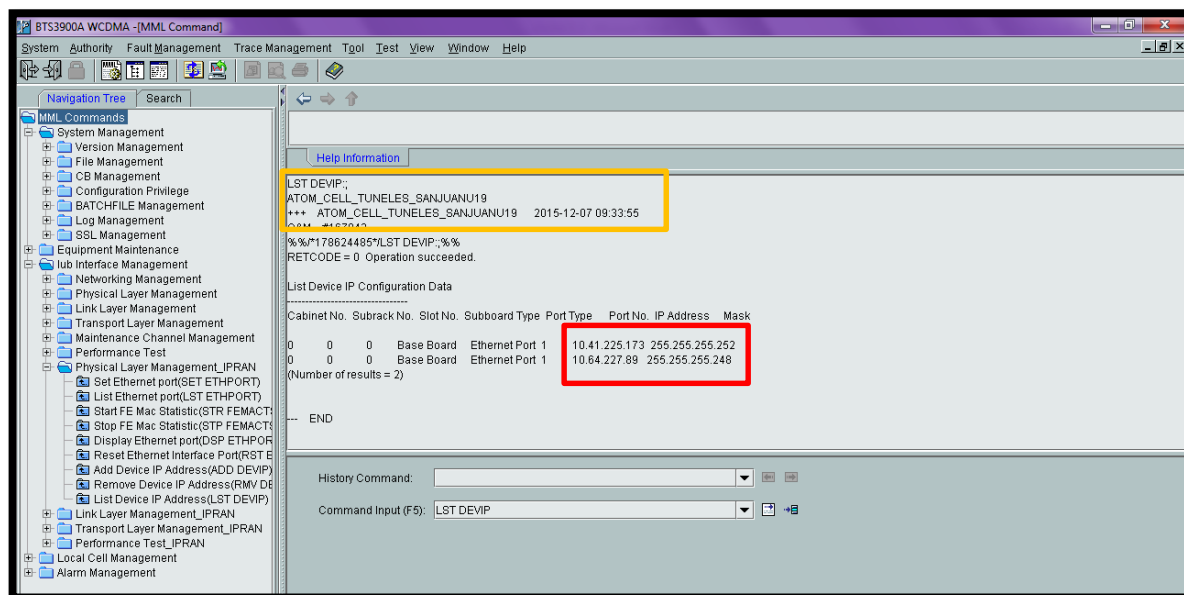 BTS3900A WCDMA -[MML Command]
System Authority Fault Management Trace Management Tool Test View Window Help
Navigation Tree Search
MML Commands
System Management
Version Management
File Management
CB Management
Configuration Privilege
BATCHFILE Management
Log Management
SSL Management
Equipment Maintenance
Iub Interface Management
Networking Management
Physical Layer Management
Link Layer Management
Transport Layer Management
Maintenance Channel Management
Performance Test
Physical Layer Management_IPRAN
Set Ethernet port(SET ETHPORT)
List Ethernet port(LST ETHPORT)
Start FE Mac Statistic(STR FEMACT
Stop FE Mac Statistic(STP FEMACT
Display Ethernet port(DSP ETHPOR
Reset Ethernet Interface Port(RST E
Add Device IP Address(ADD DEVIP)
Remove Device IP Address(RMV DE
List Device IP Address(LST DEVIP)
Link Layer Management_IPRAN
Transport Layer Management_IPRAN
Performance Test_IPRAN
Local Cell Management
Alarm Management
Help Information
LST DEVIP:;
ATOM_CELL_TUNELES_SANJUANU19
+++ ATOM_CELL_TUNELES_SANJUANU19 2015-12-07 09:33:55
O&M
%%/*178624485*/LST DEVIP:;%%
RETCODE = 0 Operation succeeded.
List Device IP Configuration Data
---------------------------------
Cabinet No. Subrack No. Slot No. Subboard Type Port Type Port No. IP Address Mask
0 0 0 Base Board Ethernet Port 1 10.41.225.173 255.255.255.252
0 0 0 Base Board Ethernet Port 1 10.64.227.89 255.255.255.248
(Number of results = 2)
--- END
History Command:
Command Input (F5): LST DEVIP